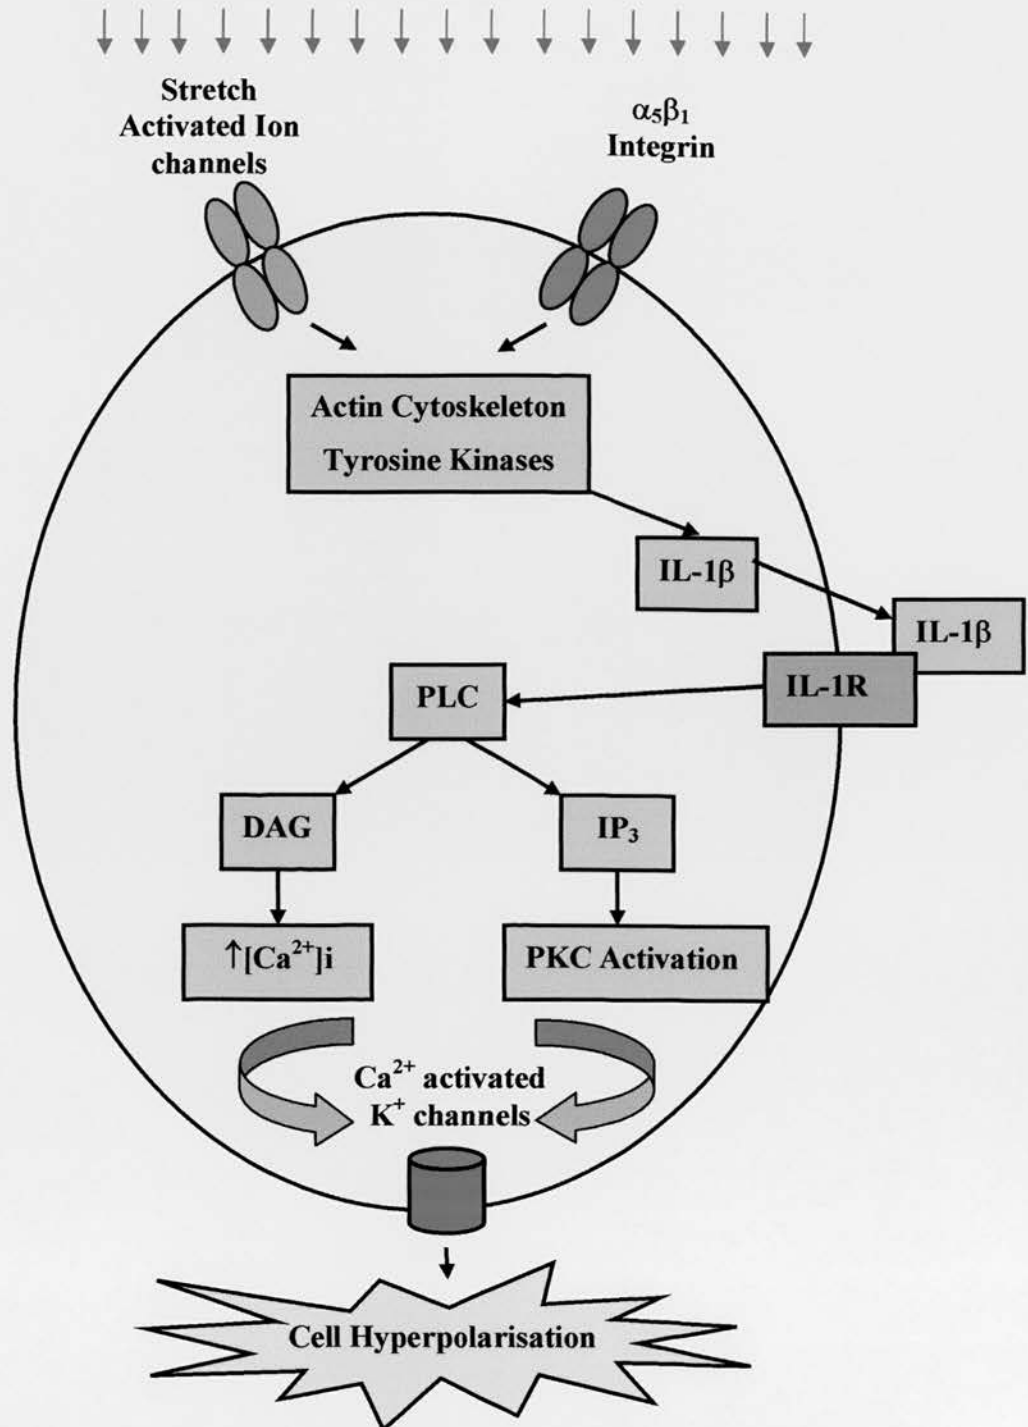 Stretch
Activated Ion
channels
α₅β₁
Integrin
Actin Cytoskeleton
Tyrosine Kinases
IL-1β
IL-1β
IL-1R
PLC
DAG
IP₃
↑[Ca²⁺]i
PKC Activation
Ca²⁺ activated
K⁺ channels
Cell Hyperpolarisation